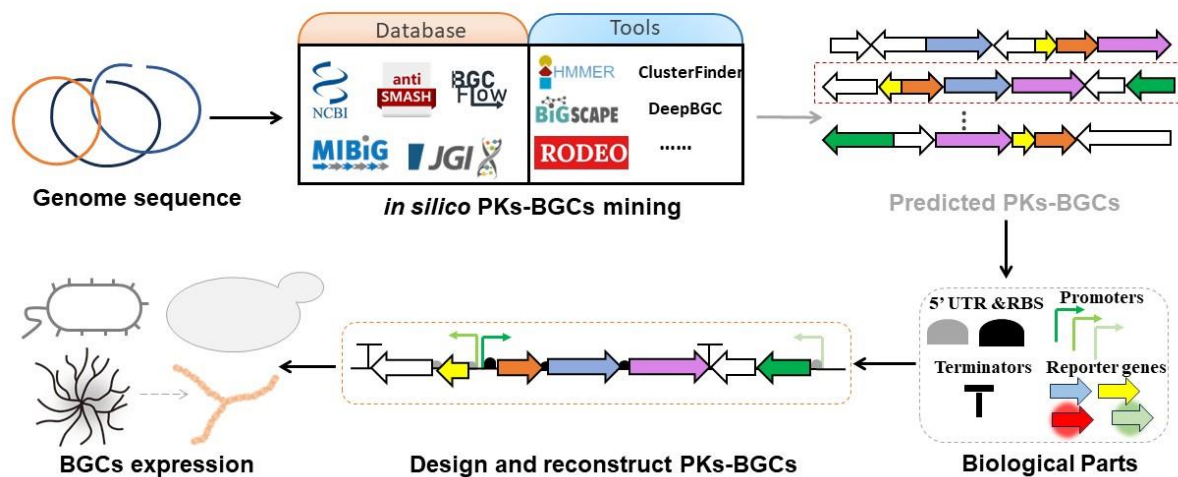 Database
Tools
NCBI
anti
SMASH
BGC
FLOW
MIBiG
JGI
HMMER
ClusterFinder
BiGSCAPE
DeepBGC
RODEO
......
Genome sequence
in silico PKs-BGCs mining
Predicted PKs-BGCs
5' UTR &RBS
Promoters
Terminators
Reporter genes
BGCs expression
Design and reconstruct PKs-BGCs
Biological Parts